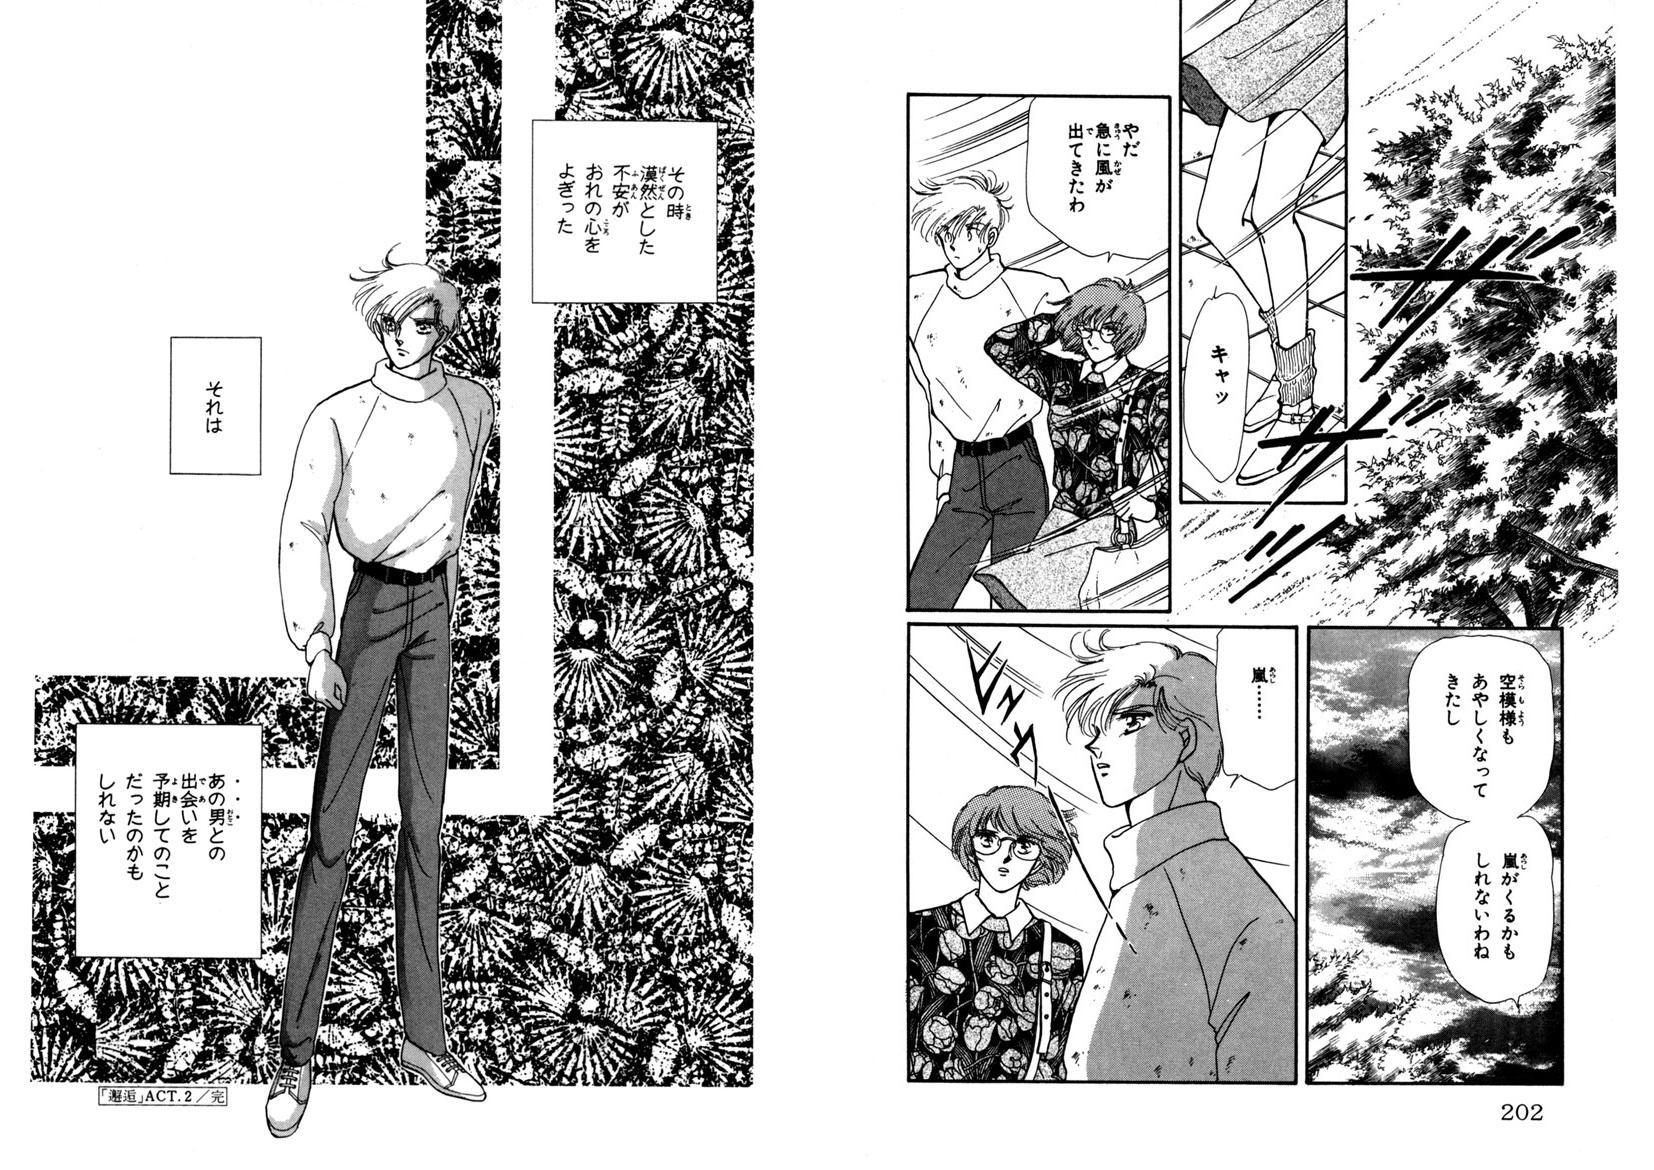 ザザザ
キャッ
やだ
急に風が
出てきたわ
空模様も
あやしくなって
きたし
嵐がくるかも
しれないわね
嵐……
ビュッ
202
その時
漠然とした
不安が
おれの心を
よぎった
それは
あの男との
出会いを
予期してのこと
だったのかも
しれない
「邂逅」ACT.2／完